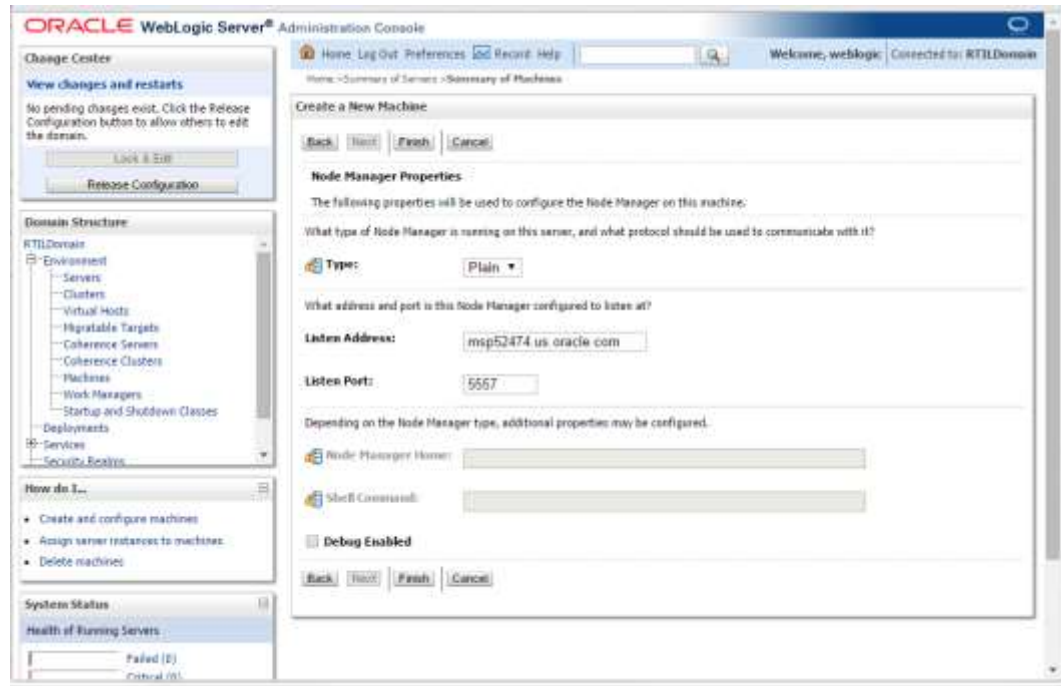 ORACLE WebLogic Server® Administration Console
Change Center
View changes and restarts
No pending changes exist. Click the Release
Configuration button to allow others to edit
the domain.
Lock & Edit
Release Configuration
Domain Structure
RTILDomain
Environment
Servers
Clusters
Virtual Hosts
Migratable Targets
Coherence Servers
Coherence Clusters
Machines
Work Managers
Startup and Shutdown Classes
Deployments
Services
Security Realms
How do I...
Create and configure machines
Assign server instances to machines
Delete machines
System Status
Health of Running Servers
Failed (0)
Critical (0)
Home Log Out Preferences Record Help
Welcome, weblogic Connected to: RTILDomain
Home >Summary of Servers >Summary of Machines
Create a New Machine
Back Next Finish Cancel
Node Manager Properties
The following properties will be used to configure the Node Manager on this machine.
What type of Node Manager is running on this server, and what protocol should be used to communicate with it?
Type: Plain
What address and port is this Node Manager configured to listen at?
Listen Address: msp52474.us.oracle.com
Listen Port: 5557
Depending on the Node Manager type, additional properties may be configured.
Node Manager Home:
Shell Command:
Debug Enabled
Back Next Finish Cancel